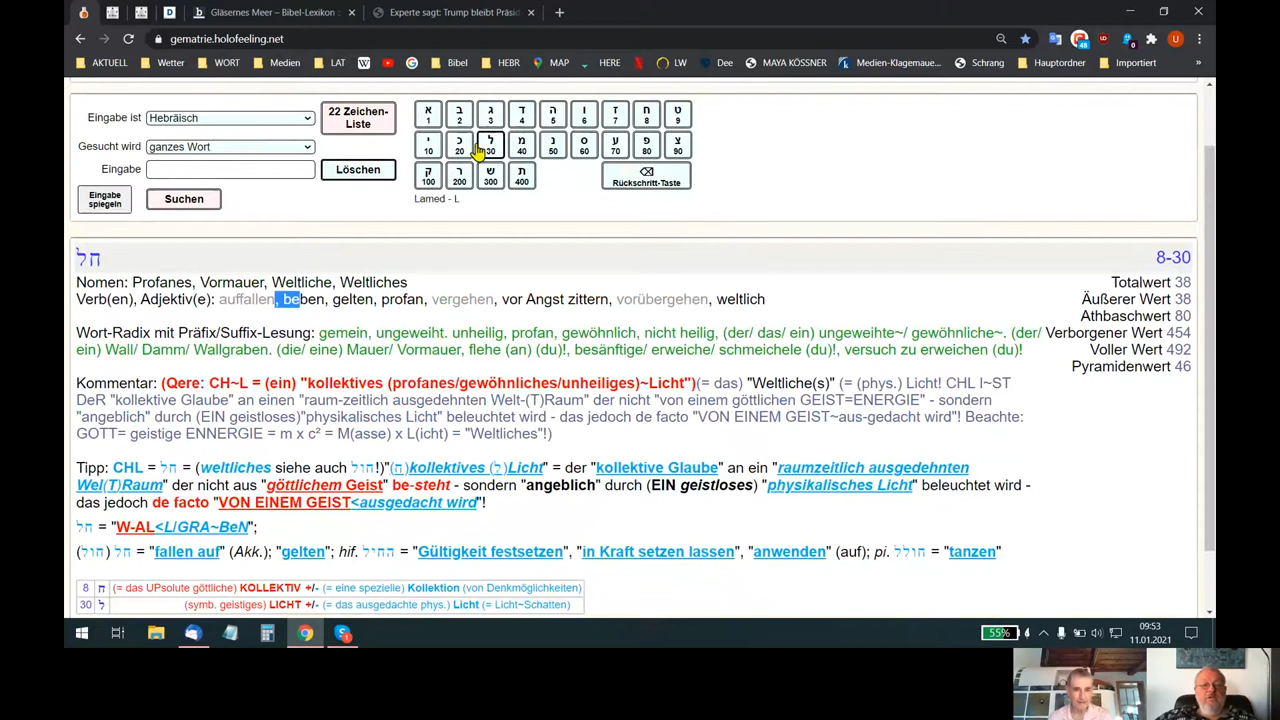 Gläsernes Meer – Bibel-Lexikon
Experte sagt: Trump bleibt Präsid
gematrie.holofeeling.net
AKTUELL Wetter WORT Medien LAT Bibel HEBR MAP HERE LW Dee MAYA KÖSSNER Medien-Klagemaue... Schrang Hauptordner Importiert
Eingabe ist Hebräisch
22 Zeichen-Liste
Gesucht wird ganzes Wort
Eingabe Löschen
Eingabe spiegeln Suchen
א ב ג ד ה ו ז ח ט
1 2 3 4 5 6 7 8 9
י כ ל מ נ ס ע פ צ
10 20 30 40 50 60 70 80 90
ק ר ש ת
100 200 300 400 Rückschritt-Taste
Lamed - L
חל 8-30
Nomen: Profanes, Vormauer, Weltliche, Weltliches Totalwert 38
Verb(en), Adjektiv(e): auffallen, beben, gelten, profan, vergehen, vor Angst zittern, vorübergehen, weltlich Äußerer Wert 38
Athbaschwert 80
Wort-Radix mit Präfix/Suffix-Lesung: gemein, ungeweiht. unheilig, profan, gewöhnlich, nicht heilig, (der/ das/ ein) ungeweihte~/ gewöhnliche~. (der/ Verborgener Wert 454
ein) Wall/ Damm/ Wallgraben. (die/ eine) Mauer/ Vormauer, flehe (an) (du)!, besänftige/ erweiche/ schmeichele (du)!, versuch zu erweichen (du)! Voller Wert 492
Pyramidenwert 46
Kommentar: (Qere: CH~L = (ein) "kollektives (profanes/gewöhnliches/unheiliges)~Licht")(= das) "Weltliche(s)" (= (phys.) Licht! CHL I~ST
DeR "kollektive Glaube" an einen "raum-zeitlich ausgedehnten Welt-(T)Raum" der nicht "von einem göttlichen GEIST=ENERGIE" - sondern
"angeblich" durch (EIN geistloses)"physikalisches Licht" beleuchtet wird - das jedoch de facto "VON EINEM GEIST~aus-gedacht wird"! Beachte:
GOTT= geistige ENNERGIE = m x c² = M(asse) x L(icht) = "Weltliches"!)
Tipp: CHL = חל = (weltliches siehe auch חול!)"(ח)kollektives (ל)Licht" = der "kollektive Glaube" an ein "raumzeitlich ausgedehnten
Wel(T)Raum" der nicht aus "göttlichem Geist" be-steht - sondern "angeblich" durch (EIN geistloses) "physikalisches Licht" beleuchtet wird -
das jedoch de facto "VON EINEM GEIST<ausgedacht wird"!
חל = "W-AL<L/GRA~BeN";
(חול) חל = "fallen auf" (Akk.); "gelten"; hif. החיל = "Gültigkeit festsetzen", "in Kraft setzen lassen", "anwenden" (auf); pi. חולל = "tanzen"
8 ח (= das UPsolute göttliche) KOLLEKTIV +/- (= eine spezielle) Kollektion (von Denkmöglichkeiten)
30 ל (symb. geistiges) LICHT +/- (= das ausgedachte phys.) Licht (= Licht~Schatten)
55% 09:53
11.01.2021